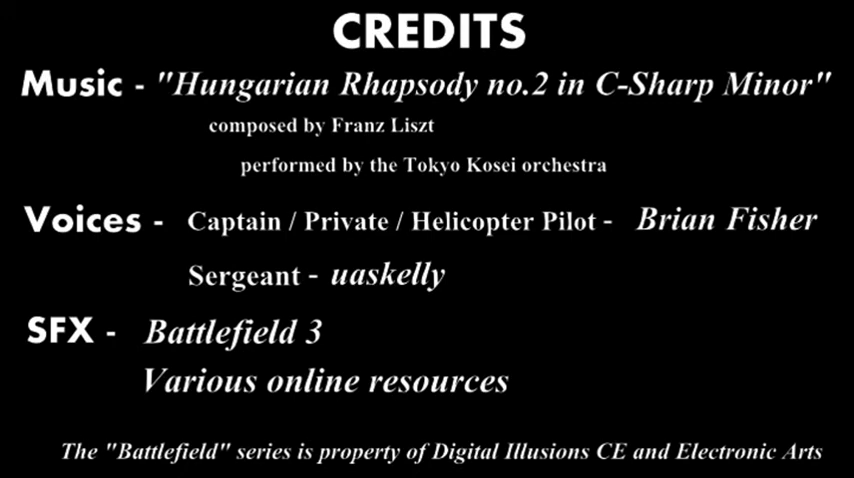 CREDITS
Music - "Hungarian Rhapsody no.2 in C-Sharp Minor"
composed by Franz Liszt
performed by the Tokyo Kosei orchestra
Voices - Captain / Private / Helicopter Pilot - Brian Fisher
Sergeant - uaskelly
SFX - Battlefield 3
Various online resources
The "Battlefield" series is property of Digital Illusions CE and Electronic Arts